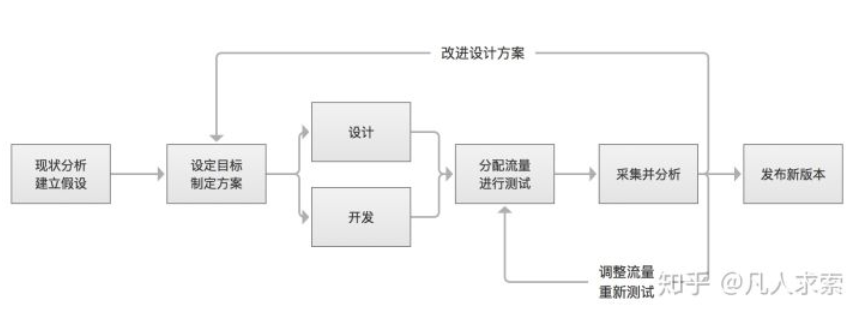 改进设计方案
现状分析
建立假设
设定目标
制定方案
设计
开发
分配流量
进行测试
采集并分析
发布新版本
调整流量
重新测试
知乎 @凡人求索